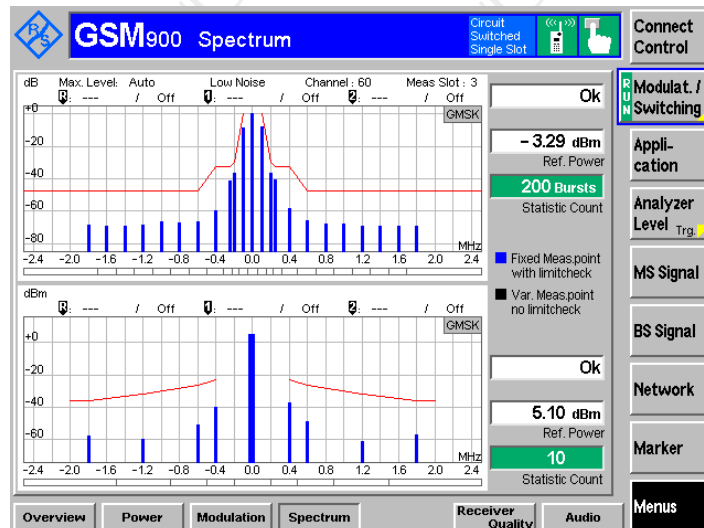 R S
GSM900 Spectrum
Circuit
Switched
Single Slot
Connect
Control
dB Max. Level: Auto Low Noise Channel : 60 Meas Slot : 3
R: --- / Off 1: --- / Off 2: --- / Off
GMSK
+0
-20
-40
-60
-80
MHz
-2.4 -2.0 -1.6 -1.2 -0.8 -0.4 0.0 0.4 0.8 1.2 1.6 2.0 2.4
Ok
-3.29 dBm
Ref. Power
200 Bursts
Statistic Count
Fixed Meas.point
with limitcheck
Var. Meas.point
no limitcheck
dBm
R: --- / Off 1: --- / Off 2: --- / Off
GMSK
+0
-20
-40
-60
MHz
-2.4 -2.0 -1.6 -1.2 -0.8 -0.4 0.0 0.4 0.8 1.2 1.6 2.0 2.4
Ok
5.10 dBm
Ref. Power
10
Statistic Count
RUN
Modulat. /
Switching
Appli-
cation
Analyzer
Level Trg.
MS Signal
BS Signal
Network
Marker
Menus
Overview Power Modulation Spectrum Receiver Quality Audio